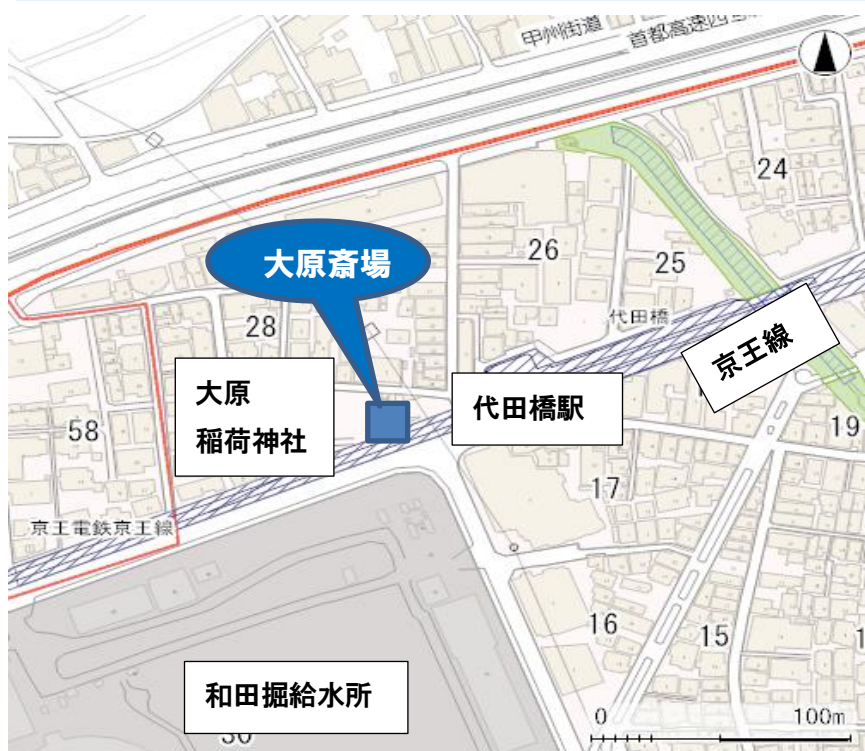 甲州街道
首都高速四
24
大原斎場
26
25
代田橋
28
京王線
大原
稲荷神社
代田橋駅
58
19
17
京王電鉄京王線
16
15
和田掘給水所
0
100m